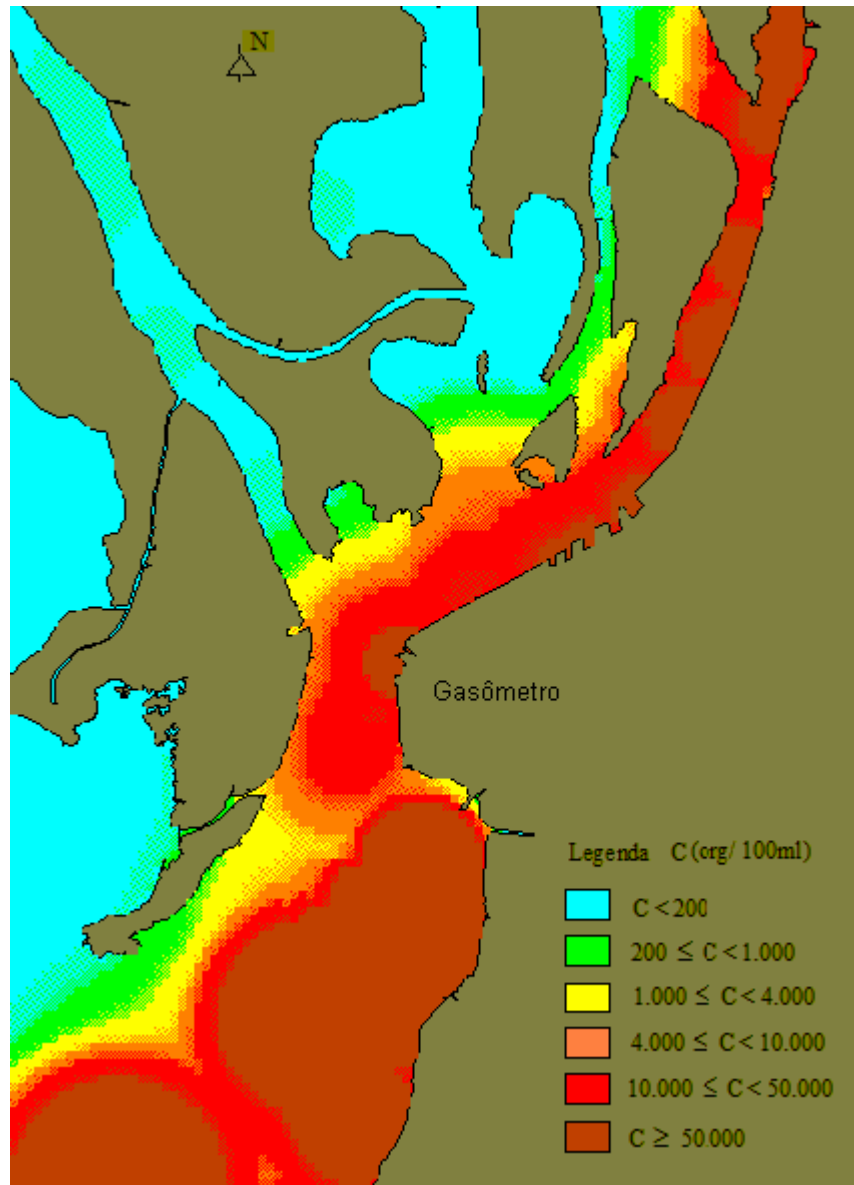 N
Gasômetro
Legenda C (org/ 100ml)
C < 200
200 ≤ C < 1.000
1.000 ≤ C < 4.000
4.000 ≤ C < 10.000
10.000 ≤ C < 50.000
C ≥ 50.000